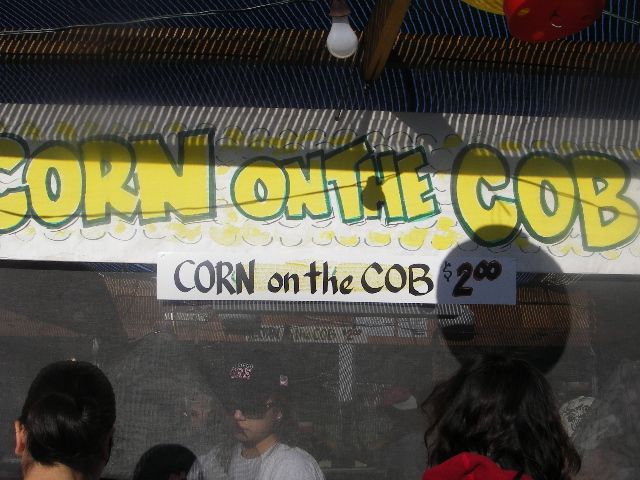 CORN ON THE COB
CORN on the COB $2.00